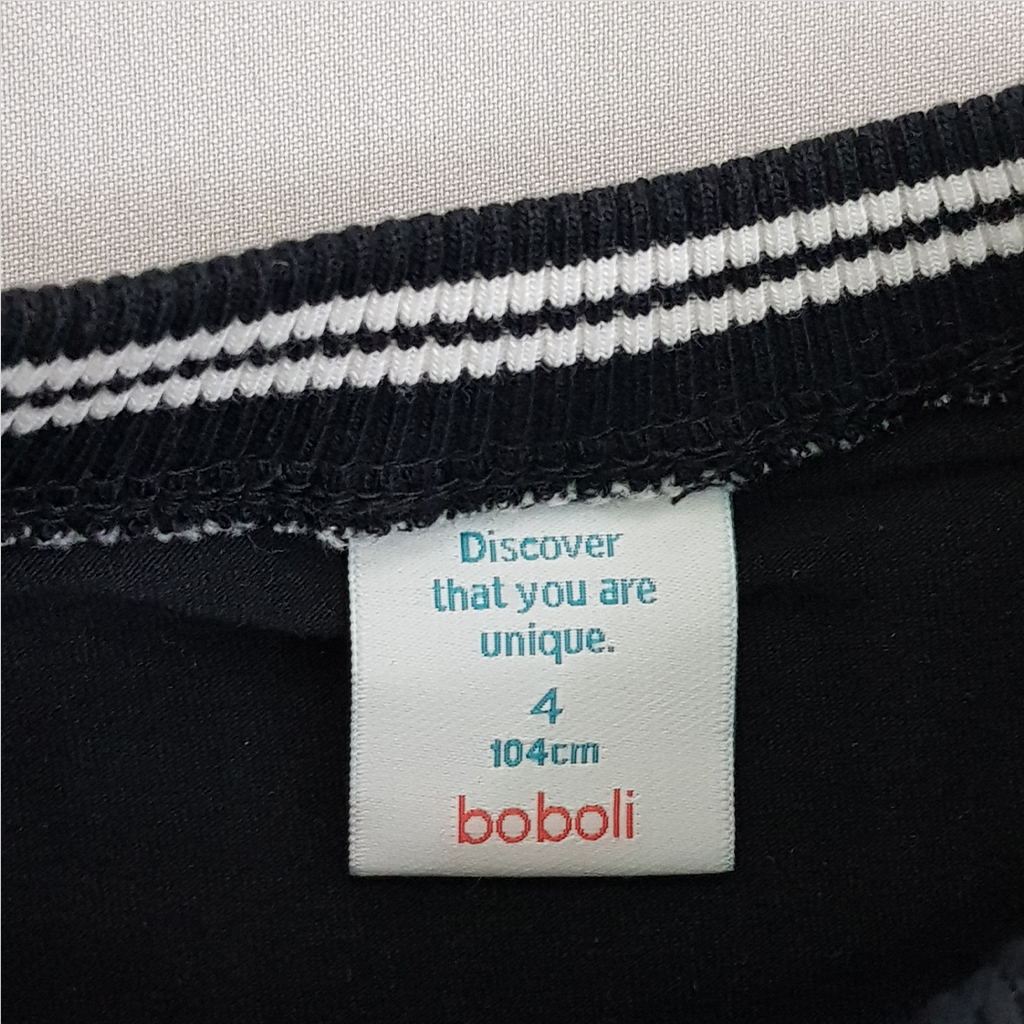 Discover
that you are
unique.
4
104cm
boboli